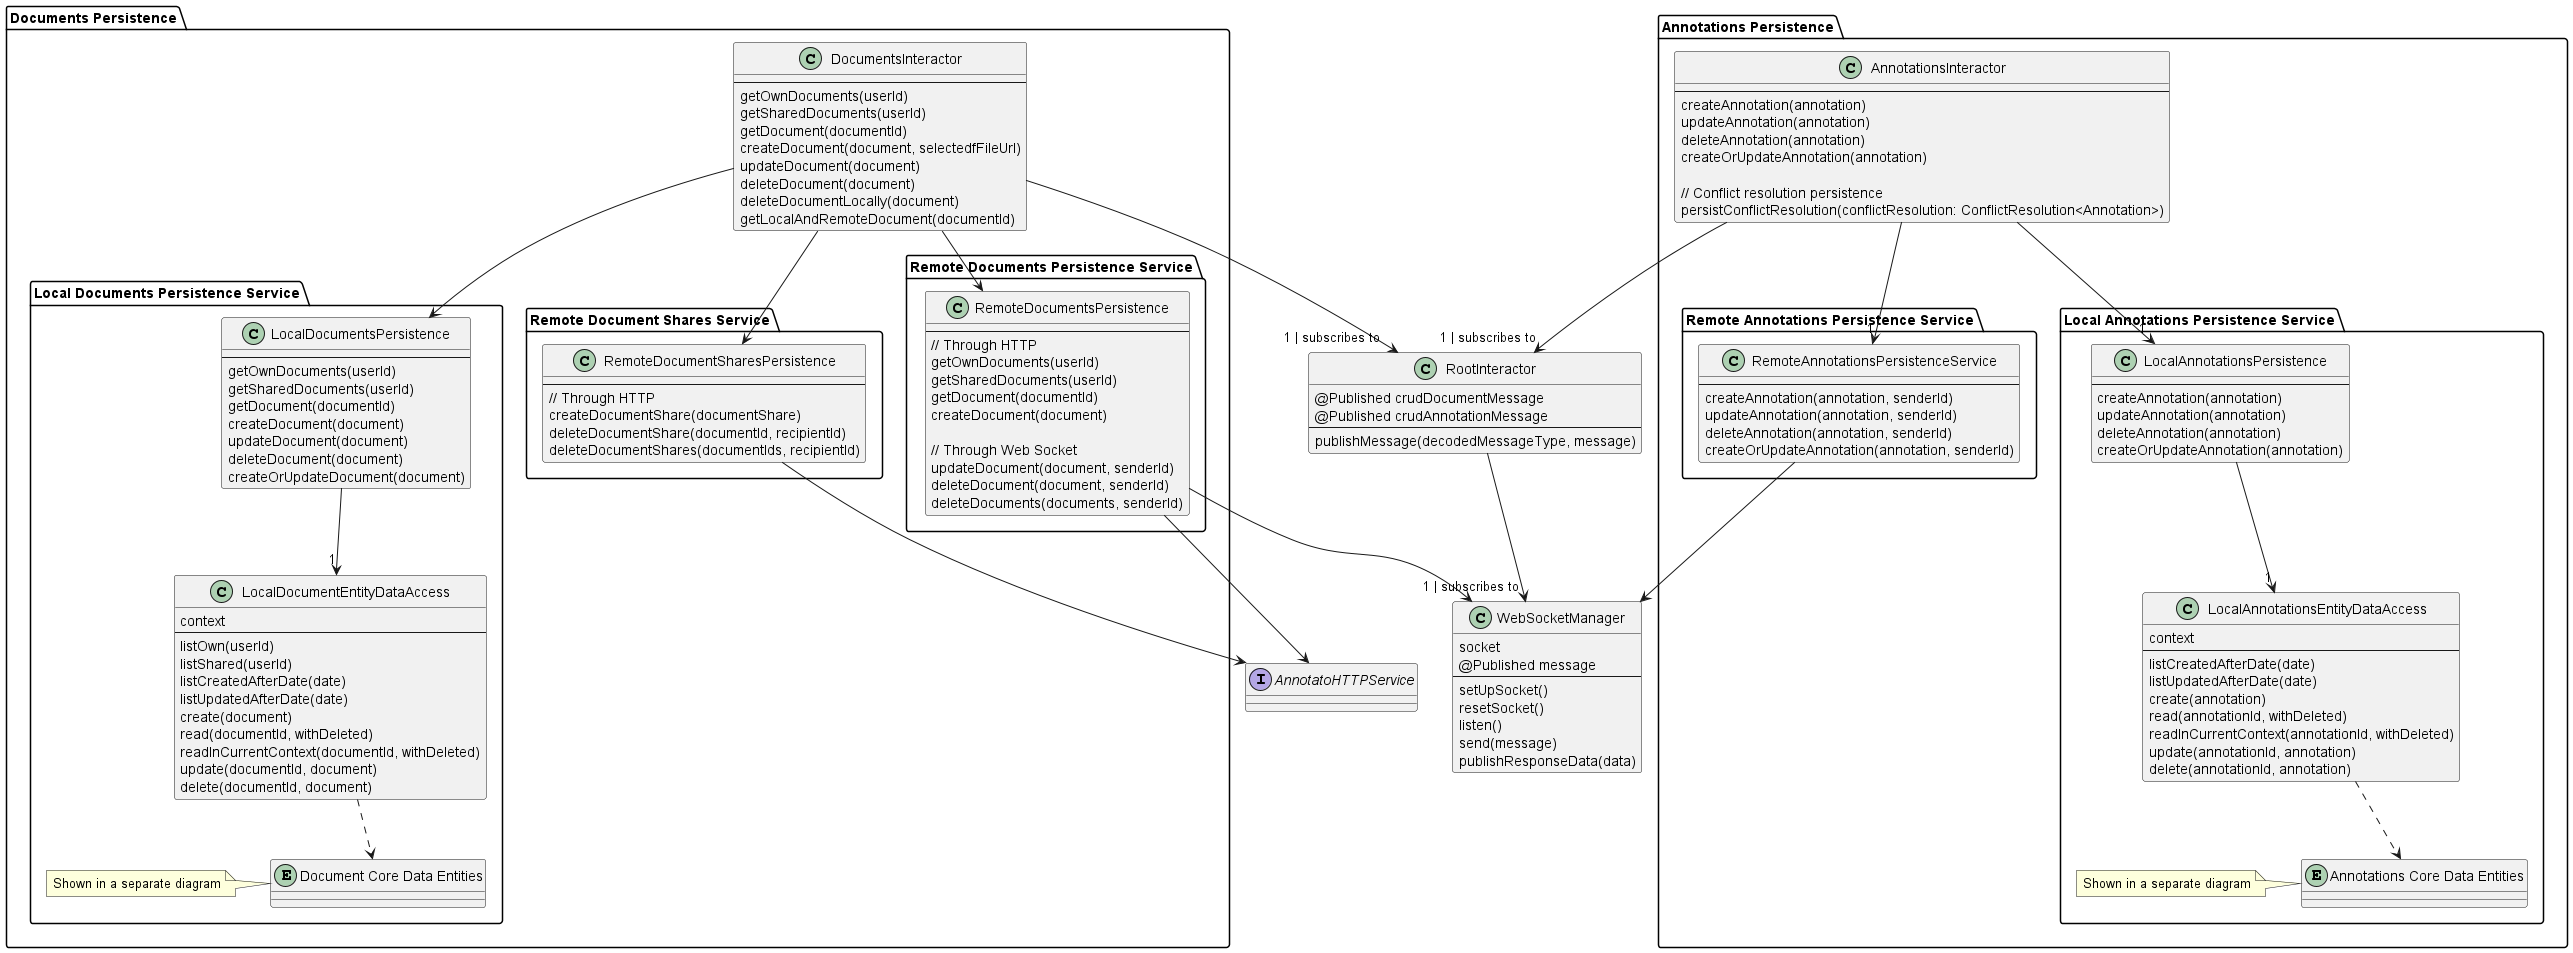 Documents Persistence
DocumentsInteractor
getOwnDocuments(userId)
getSharedDocuments(userId)
getDocument(documentId)
createDocument(document, selectedfFileUrl)
updateDocument(document)
deleteDocument(document)
deleteDocumentLocally(document)
getLocalAndRemoteDocument(documentId)
Local Documents Persistence Service
LocalDocumentsPersistence
getOwnDocuments(userId)
getSharedDocuments(userId)
getDocument(documentId)
createDocument(document)
updateDocument(document)
deleteDocument(document)
createOrUpdateDocument(document)
1
LocalDocumentEntityDataAccess
context
listOwn(userId)
listShared(userId)
listCreatedAfterDate(date)
listUpdatedAfterDate(date)
create(document)
read(documentId, withDeleted)
readInCurrentContext(documentId, withDeleted)
update(documentId, document)
delete(documentId, document)
Shown in a separate diagram
E Document Core Data Entities
Remote Document Shares Service
RemoteDocumentSharesPersistence
// Through HTTP
createDocumentShare(documentShare)
deleteDocumentShare(documentId, recipientId)
deleteDocumentShares(documentIds, recipientId)
Remote Documents Persistence Service
RemoteDocumentsPersistence
// Through HTTP
getOwnDocuments(userId)
getSharedDocuments(userId)
getDocument(documentId)
createDocument(document)
// Through Web Socket
updateDocument(document, senderId)
deleteDocument(document, senderId)
deleteDocuments(documents, senderId)
1 | subscribes to
1 | subscribes to
C RootInteractor
@Published crudDocumentMessage
@Published crudAnnotationMessage
publishMessage(decodedMessageType, message)
1 | subscribes to
C WebSocketManager
socket
@Published message
setUpSocket()
resetSocket()
listen()
send(message)
publishResponseData(data)
I AnnotatoHTTPService
Annotations Persistence
C AnnotationsInteractor
createAnnotation(annotation)
updateAnnotation(annotation)
deleteAnnotation(annotation)
createOrUpdateAnnotation(annotation)
// Conflict resolution persistence
persistConflictResolution(conflictResolution: ConflictResolution<Annotation>)
1
Remote Annotations Persistence Service
C RemoteAnnotationsPersistenceService
createAnnotation(annotation, senderId)
updateAnnotation(annotation, senderId)
deleteAnnotation(annotation, senderId)
createOrUpdateAnnotation(annotation, senderId)
1
Local Annotations Persistence Service
C LocalAnnotationsPersistence
createAnnotation(annotation)
updateAnnotation(annotation)
deleteAnnotation(annotation)
createOrUpdateAnnotation(annotation)
1
C LocalAnnotationsEntityDataAccess
context
listCreatedAfterDate(date)
listUpdatedAfterDate(date)
create(annotation)
read(annotationId, withDeleted)
readInCurrentContext(annotationId, withDeleted)
update(annotationId, annotation)
delete(annotationId, annotation)
Shown in a separate diagram
E Annotations Core Data Entities